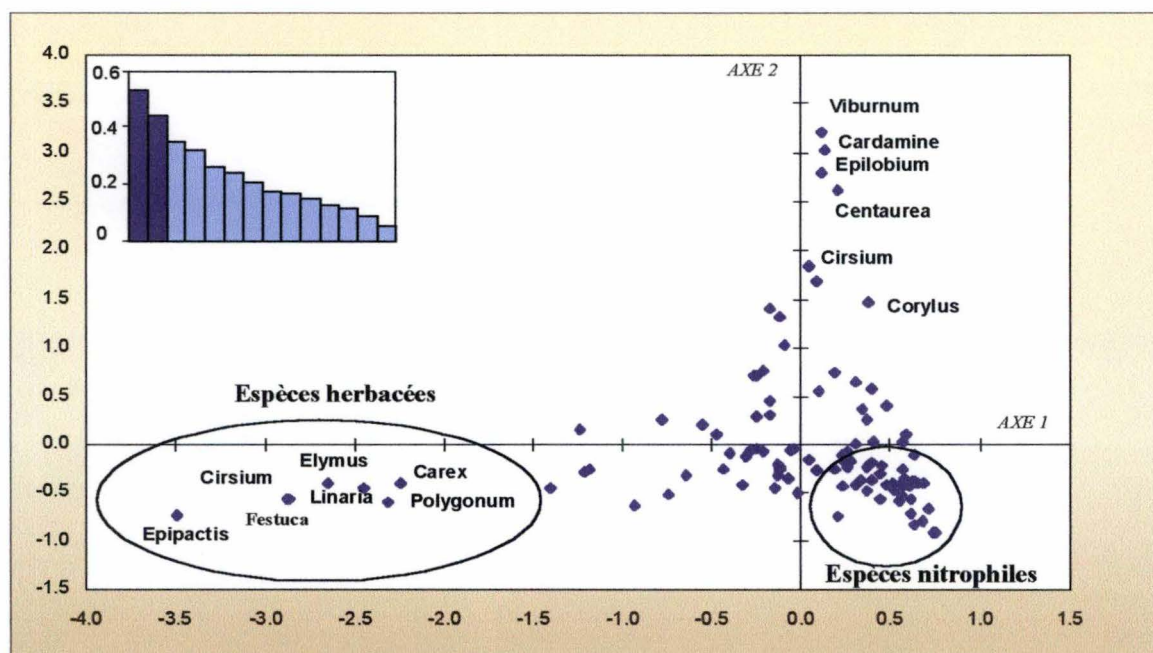 4.0
3.5
3.0
2.5
2.0
1.5
1.0
0.5
0.0
-0.5
-1.0
-1.5
0.6
0.4
0.2
0
AXE 2
Viburnum
Cardamine
Epilobium
Centaurea
Cirsium
Corylus
Espèces herbacées
AXE 1
Elymus
Cirsium
Carex
Linaria
Polygonum
Festuca
Epipactis
Espèces nitrophiles
-4.0 -3.5 -3.0 -2.5 -2.0 -1.5 -1.0 -0.5 0.0 0.5 1.0 1.5